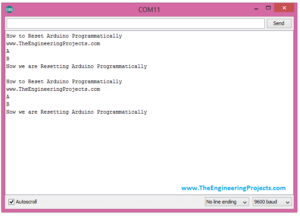 COM11
Send
How to Reset Arduino Programmatically
www.TheEngineeringProjects.com
A
B
Now we are Resetting Arduino Programmatically
How to Reset Arduino Programmatically
www.TheEngineeringProjects.com
A
B
Now we are Resetting Arduino Programmatically
www.TheEngineeringProjects.com
Autoscroll
No line ending
9600 baud